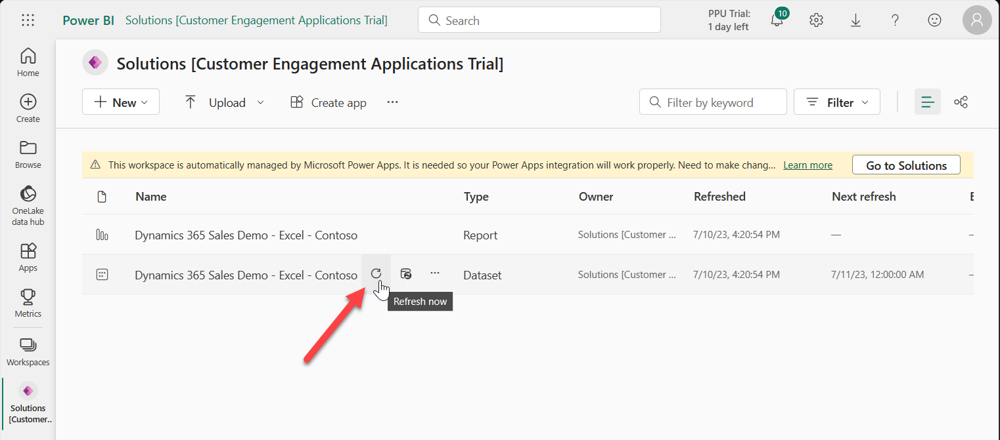 Power BI Solutions [Customer Engagement Applications Trial]
Search
PPU Trial:
1 day left
10
Home
Create
Browse
OneLake
data hub
Apps
Metrics
Workspaces
Solutions
[Customer..
Solutions [Customer Engagement Applications Trial]
New
Upload
Create app
Filter by keyword
Filter
This workspace is automatically managed by Microsoft Power Apps. It is needed so your Power Apps integration will work properly. Need to make chang... Learn more
Go to Solutions
Name Type Owner Refreshed Next refresh
Dynamics 365 Sales Demo - Excel - Contoso Report Solutions [Customer ... 7/10/23, 4:20:54 PM —
Dynamics 365 Sales Demo - Excel - Contoso Dataset Solutions [Customer ... 7/10/23, 4:20:54 PM 7/11/23, 12:00:00 AM
Refresh now